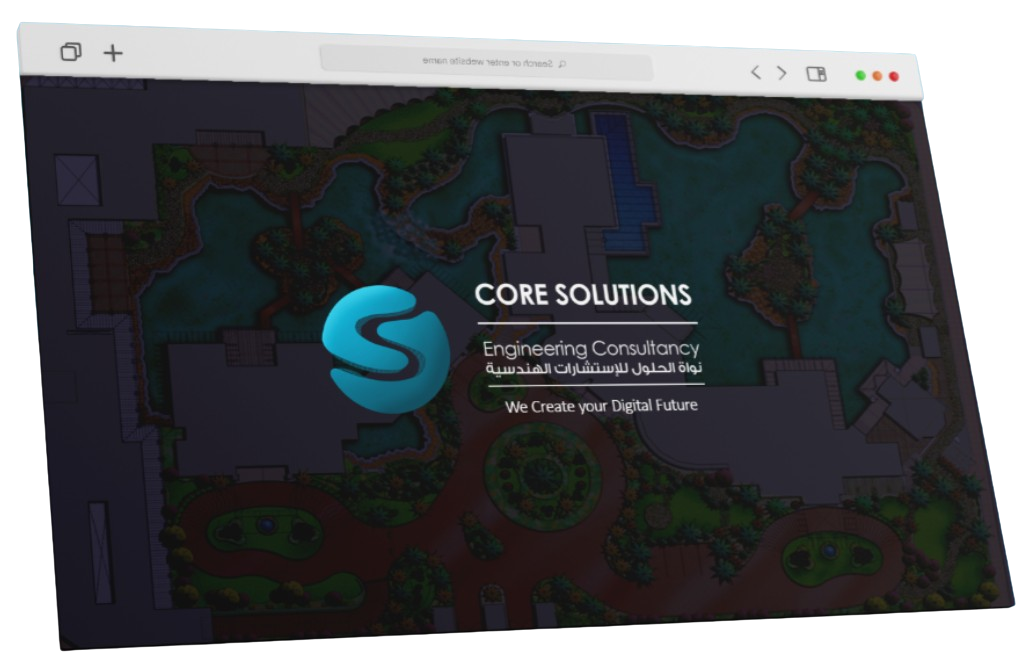 Search or enter website name
CORE SOLUTIONS
Engineering Consultancy
نواة الحلول للإستشارات الهندسية
We Create your Digital Future